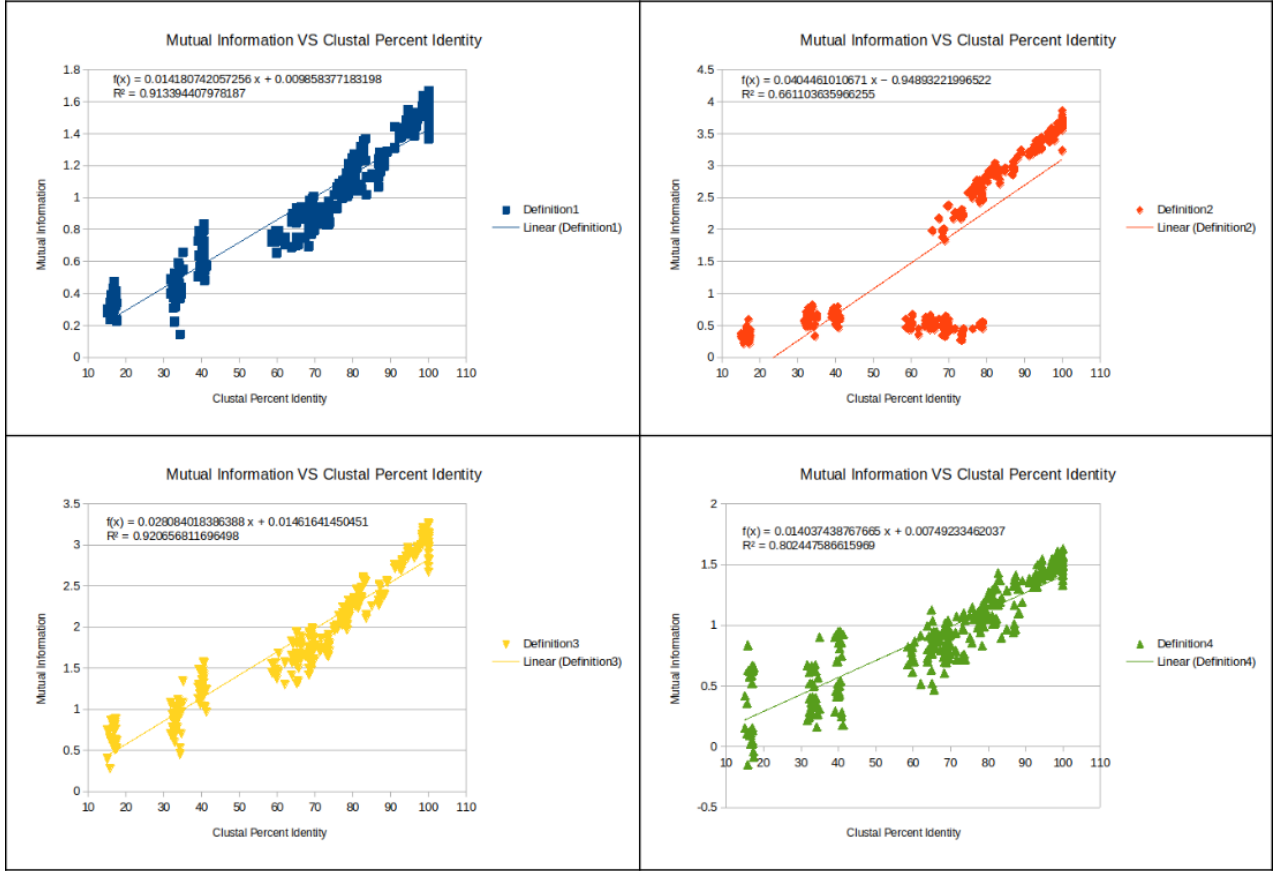 Mutual Information VS Clustal Percent Identity
f(x) = 0.014180742057256 x + 0.009858377183198
R² = 0.913394407978187
1.8
1.6
1.4
1.2
1
0.8
0.6
0.4
0.2
0
Mutual Information
10 20 30 40 50 60 70 80 90 100 110
Clustal Percent Identity
Definition1
Linear (Definition1)
Mutual Information VS Clustal Percent Identity
f(x) = 0.0404461010671 x − 0.94893221996522
R² = 0.661103635966255
4.5
4
3.5
3
2.5
2
1.5
1
0.5
0
Mutual Information
10 20 30 40 50 60 70 80 90 100 110
Clustal Percent Identity
Definition2
Linear (Definition2)
Mutual Information VS Clustal Percent Identity
f(x) = 0.028084018386388 x + 0.01461641450451
R² = 0.920656811696498
3.5
3
2.5
2
1.5
1
0.5
0
Mutual Information
10 20 30 40 50 60 70 80 90 100 110
Clustal Percent Identity
Definition3
Linear (Definition3)
Mutual Information VS Clustal Percent Identity
f(x) = 0.014037438767665 x + 0.00749233462037
R² = 0.802447586615969
2
1.5
1
0.5
0
-0.5
Mutual Information
10 20 30 40 50 60 70 80 90 100 110
Clustal Percent Identity
Definition4
Linear (Definition4)